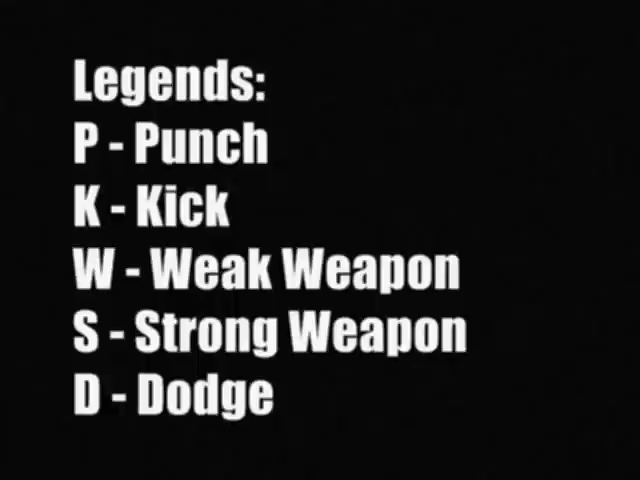 Legends:
P - Punch
K - Kick
W - Weak Weapon
S - Strong Weapon
D - Dodge